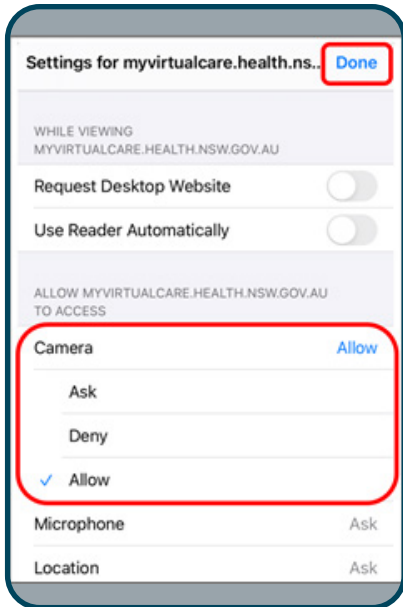 Settings for myvirtualcare.health.ns.. Done
WHILE VIEWING
MYVIRTUALCARE.HEALTH.NSW.GOV.AU
Request Desktop Website
Use Reader Automatically
ALLOW MYVIRTUALCARE.HEALTH.NSW.GOV.AU
TO ACCESS
Camera Allow
Ask
Deny
Allow
Microphone Ask
Location Ask